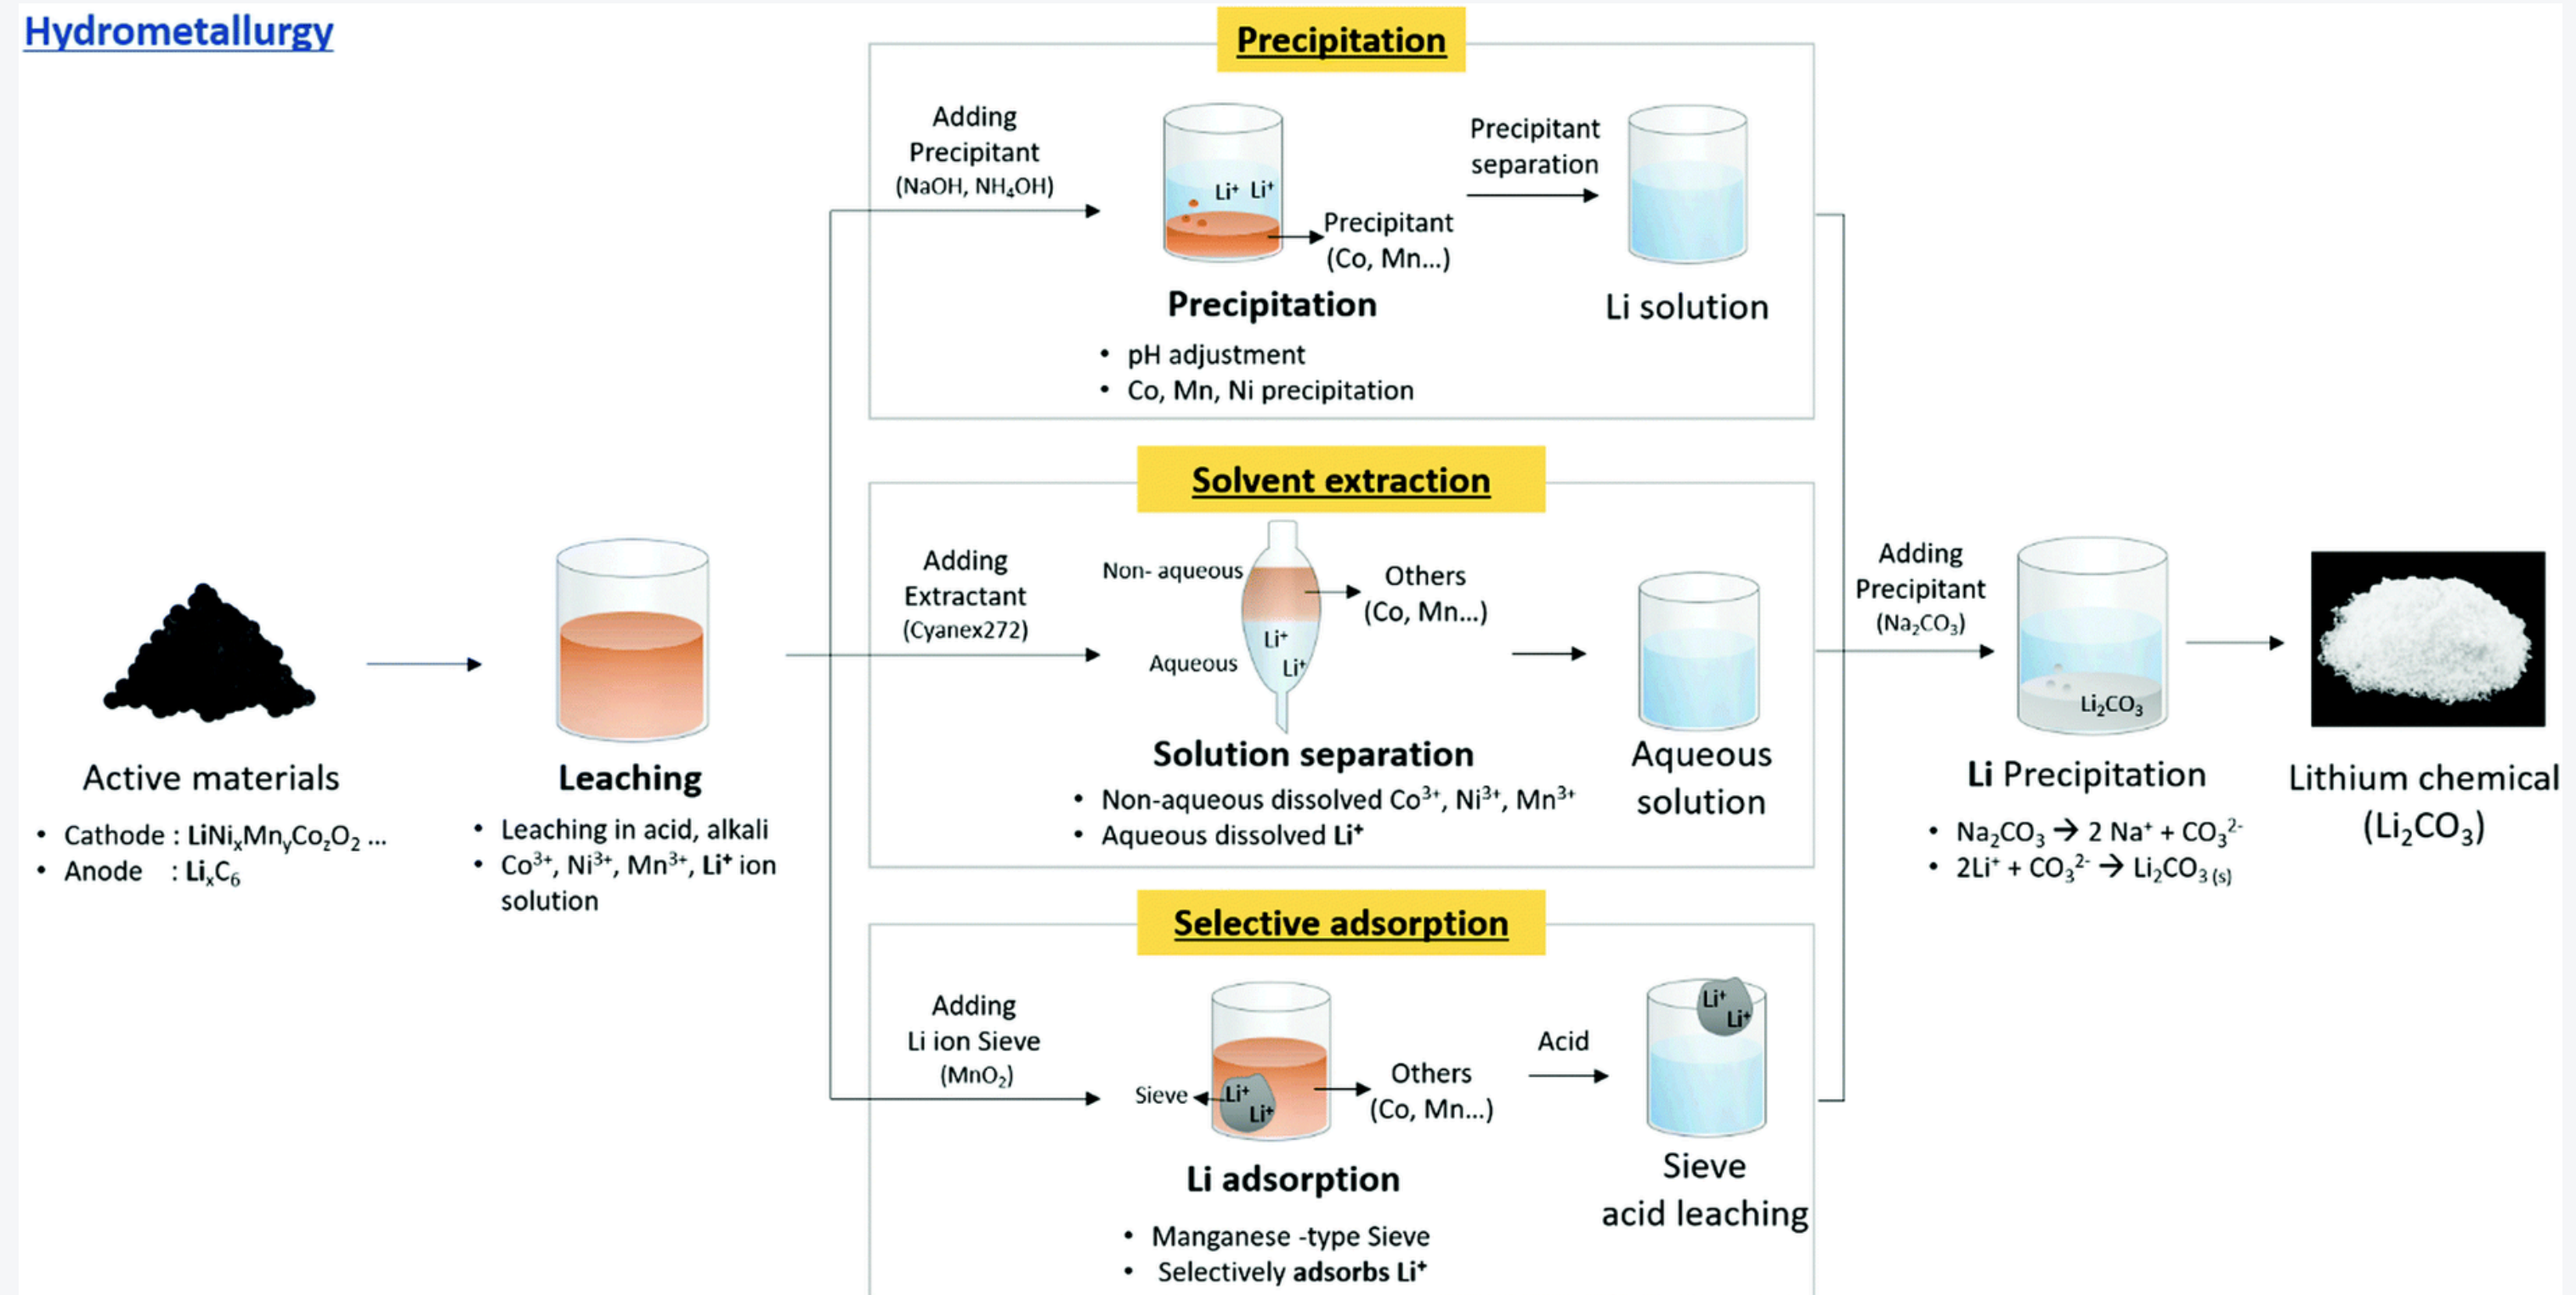 Hydrometallurgy
Active materials
• Cathode : LiNiₓMnᵧCo_zO₂ ...
• Anode : LiₓC₆
Leaching
• Leaching in acid, alkali
• Co³⁺, Ni³⁺, Mn³⁺, Li⁺ ion
solution
Precipitation
Adding
Precipitant
(NaOH, NH₄OH)
Li⁺ Li⁺
Precipitant
(Co, Mn...)
Precipitation
• pH adjustment
• Co, Mn, Ni precipitation
Precipitant
separation
Li solution
Solvent extraction
Adding
Extractant
(Cyanex272)
Non- aqueous
Aqueous
Li⁺
Li⁺
Others
(Co, Mn...)
Solution separation
• Non-aqueous dissolved Co³⁺, Ni³⁺, Mn³⁺
• Aqueous dissolved Li⁺
Aqueous
solution
Selective adsorption
Adding
Li ion Sieve
(MnO₂)
Sieve
Li⁺
Li⁺
Others
(Co, Mn...)
Li adsorption
• Manganese -type Sieve
• Selectively adsorbs Li⁺
Acid
Li⁺
Li⁺
Sieve
acid leaching
Adding
Precipitant
(Na₂CO₃)
Li₂CO₃
Li Precipitation
• Na₂CO₃ → 2 Na⁺ + CO₃²⁻
• 2Li⁺ + CO₃²⁻ → Li₂CO₃ (s)
Lithium chemical
(Li₂CO₃)